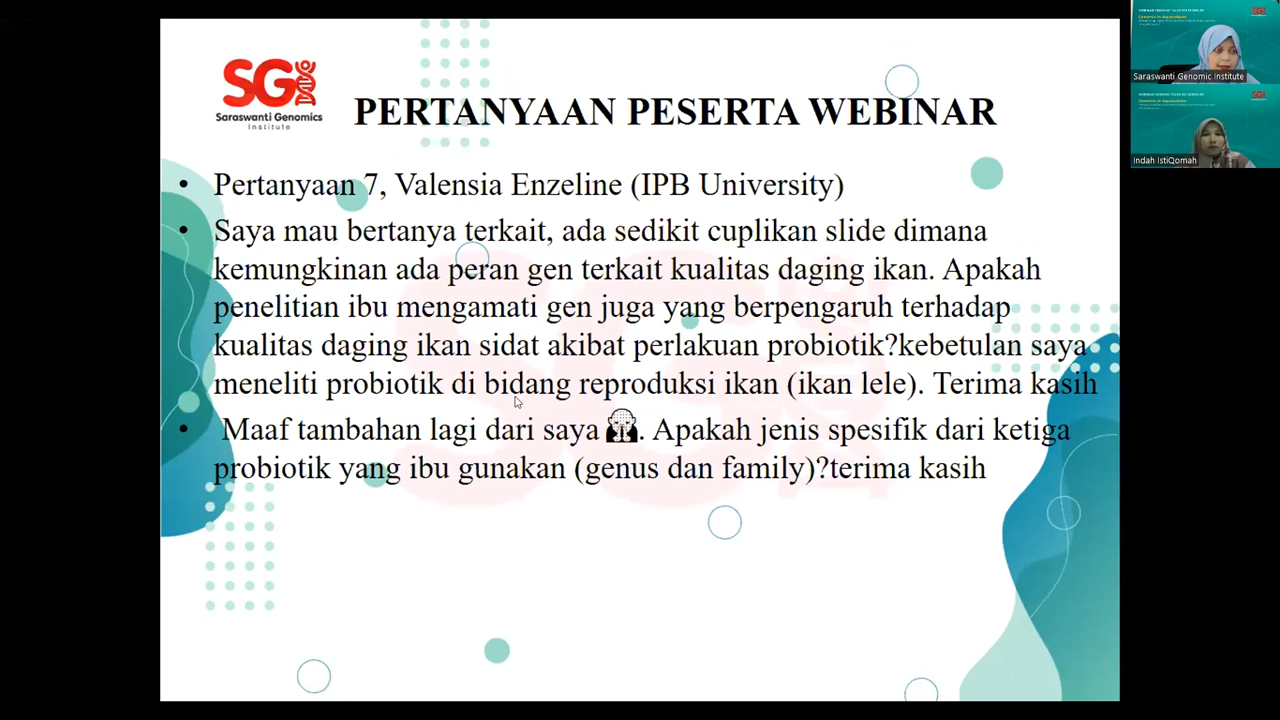 SG
Saraswanti Genomics
Institute
PERTANYAAN PESERTA WEBINAR
• Pertanyaan 7, Valensia Enzeline (IPB University)
• Saya mau bertanya terkait, ada sedikit cuplikan slide dimana
kemungkinan ada peran gen terkait kualitas daging ikan. Apakah
penelitian ibu mengamati gen juga yang berpengaruh terhadap
kualitas daging ikan sidat akibat perlakuan probiotik?kebetulan saya
meneliti probiotik di bidang reproduksi ikan (ikan lele). Terima kasih
• Maaf tambahan lagi dari saya 🙏. Apakah jenis spesifik dari ketiga
probiotik yang ibu gunakan (genus dan family)?terima kasih
Saraswanti Genomic Institute
Indah IstiQomah